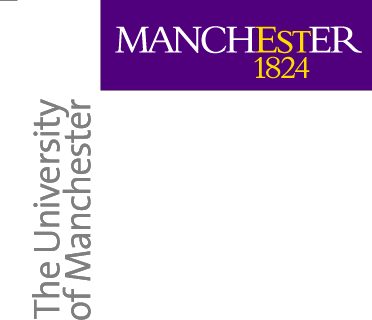 MANCHEsTER
1824
The University
of Manchester